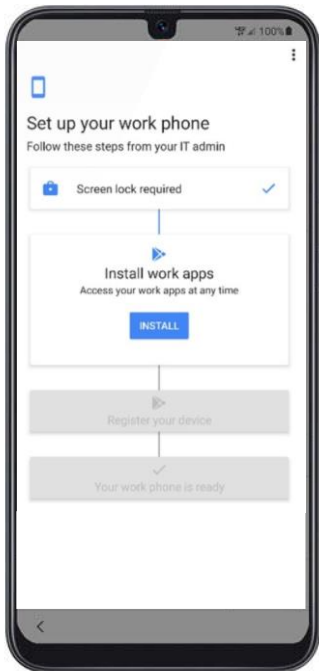 100%
Set up your work phone
Follow these steps from your IT admin
Screen lock required
Install work apps
Access your work apps at any time
INSTALL
Register your device
Your work phone is ready